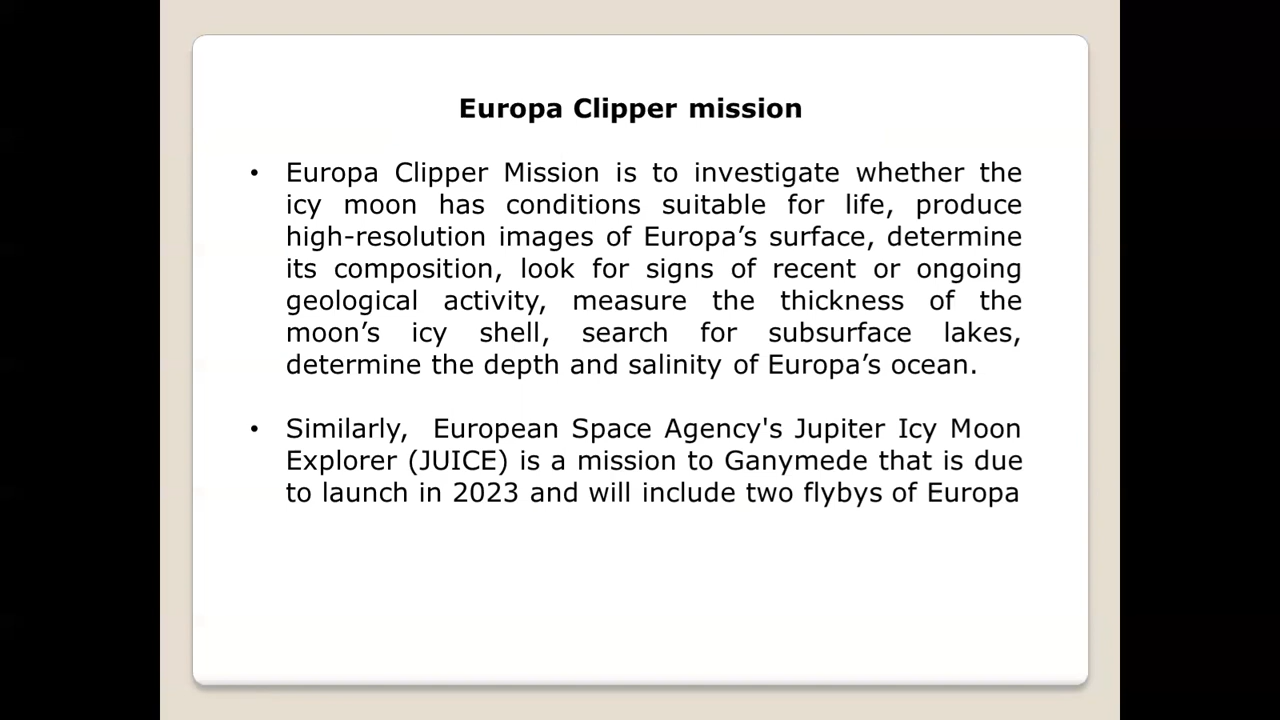 Europa Clipper mission
• Europa Clipper Mission is to investigate whether the
icy moon has conditions suitable for life, produce
high-resolution images of Europa’s surface, determine
its composition, look for signs of recent or ongoing
geological activity, measure the thickness of the
moon’s icy shell, search for subsurface lakes,
determine the depth and salinity of Europa’s ocean.
• Similarly, European Space Agency's Jupiter Icy Moon
Explorer (JUICE) is a mission to Ganymede that is due
to launch in 2023 and will include two flybys of Europa